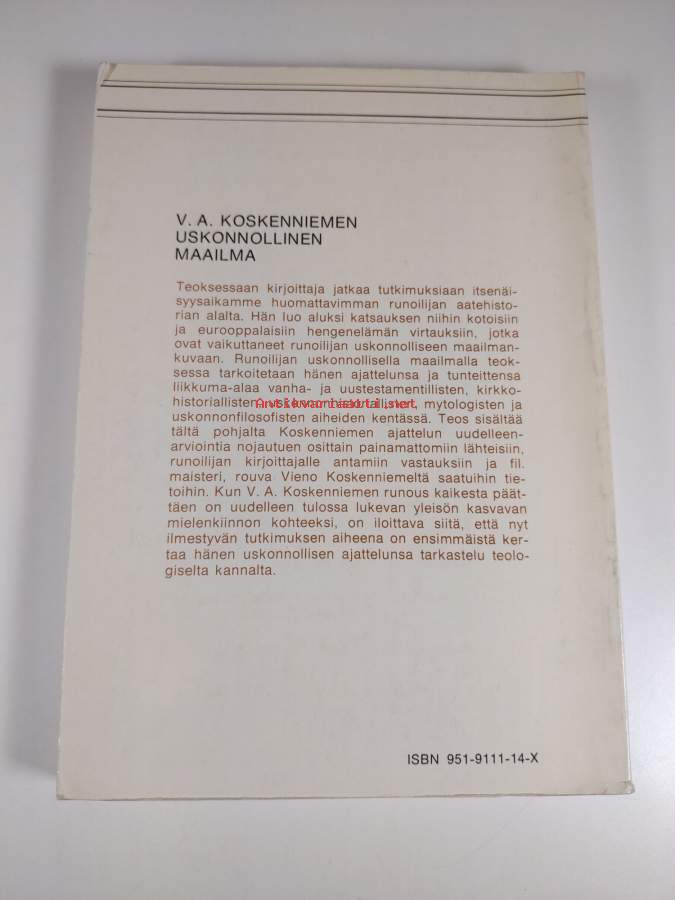 V. A. KOSKENNIEMEN
USKONNOLLINEN
MAAILMA
Teoksessaan kirjoittaja jatkaa tutkimuksiaan itsenäi-
syysaikamme huomattavimman runoilijan aatehisto-
rian alalta. Hän luo aluksi katsauksen niihin kotoisiin
ja eurooppalaisiin hengenelämän virtauksiin, jotka
ovat vaikuttaneet runoilijan uskonnolliseen maailman-
kuvaan. Runoilijan uskonnollisella maailmalla teok-
sessa tarkoitetaan hänen ajattelunsa ja tunteittensa
liikkuma-alaa vanha- ja uustestamentillisten, kirkko-
historiallisten, uskonnonhistoriallisten, mytologisten ja
uskonnonfilosofisten aiheiden kentässä. Teos sisältää
tältä pohjalta Koskenniemen ajattelun uudelleen-
arviointia nojautuen osittain painamattomiin lähteisiin,
runoilijan kirjoittajalle antamiin vastauksiin ja fil.
maisteri, rouva Vieno Koskenniemeltä saatuihin tie-
toihin. Kun V. A. Koskenniemen runous kaikesta päät-
täen on uudelleen tulossa lukevan yleisön kasvavan
mielenkiinnon kohteeksi, on iloittava siitä, että nyt
ilmestyvän tutkimuksen aiheena on ensimmäistä ker-
taa hänen uskonnollisen ajattelunsa tarkastelu teolo-
giselta kannalta.
ISBN 951-9111-14-X